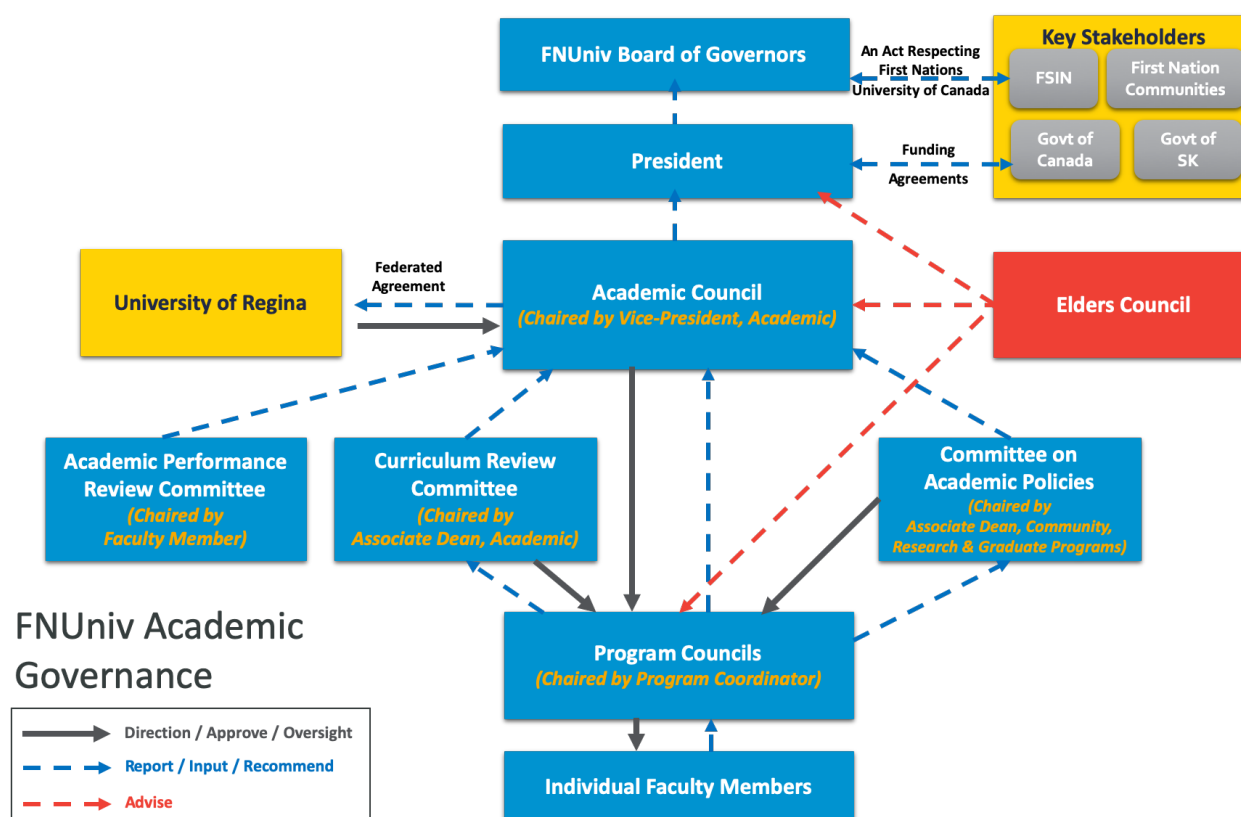 FNUniv Board of Governors
An Act Respecting
First Nations
University of Canada
Key Stakeholders
FSIN
First Nation
Communities
Govt of
Canada
Govt of
SK
President
Funding
Agreements
University of Regina
Federated
Agreement
Academic Council
(Chaired by Vice-President, Academic)
Elders Council
Academic Performance
Review Committee
(Chaired by
Faculty Member)
Curriculum Review
Committee
(Chaired by
Associate Dean, Academic)
Committee on
Academic Policies
(Chaired by
Associate Dean, Community,
Research & Graduate Programs)
Program Councils
(Chaired by Program Coordinator)
Individual Faculty Members
FNUniv Academic
Governance
Direction / Approve / Oversight
Report / Input / Recommend
Advise